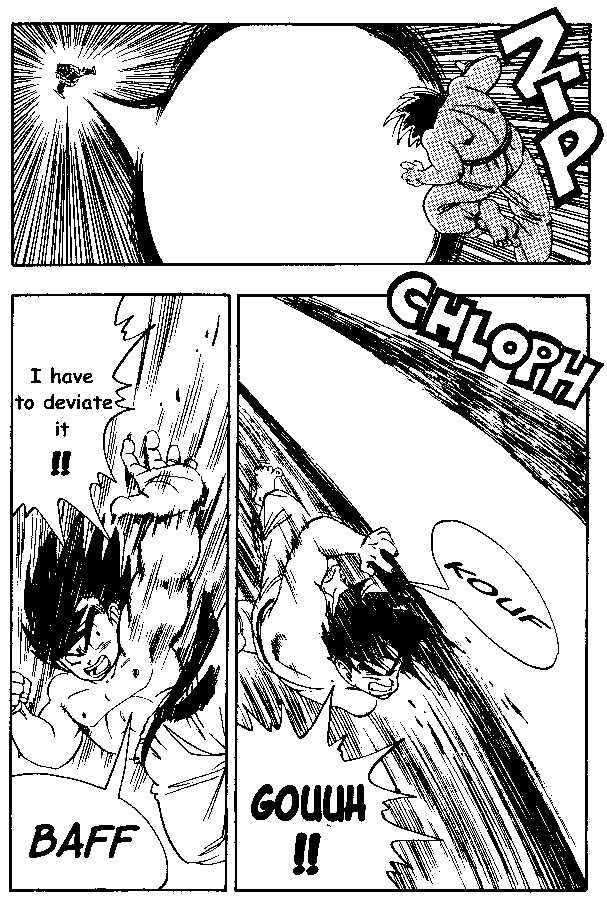 ZIP
I have
to deviate
it
!!
BAFF
CHLOPH
KOUF
GOUUH
!!